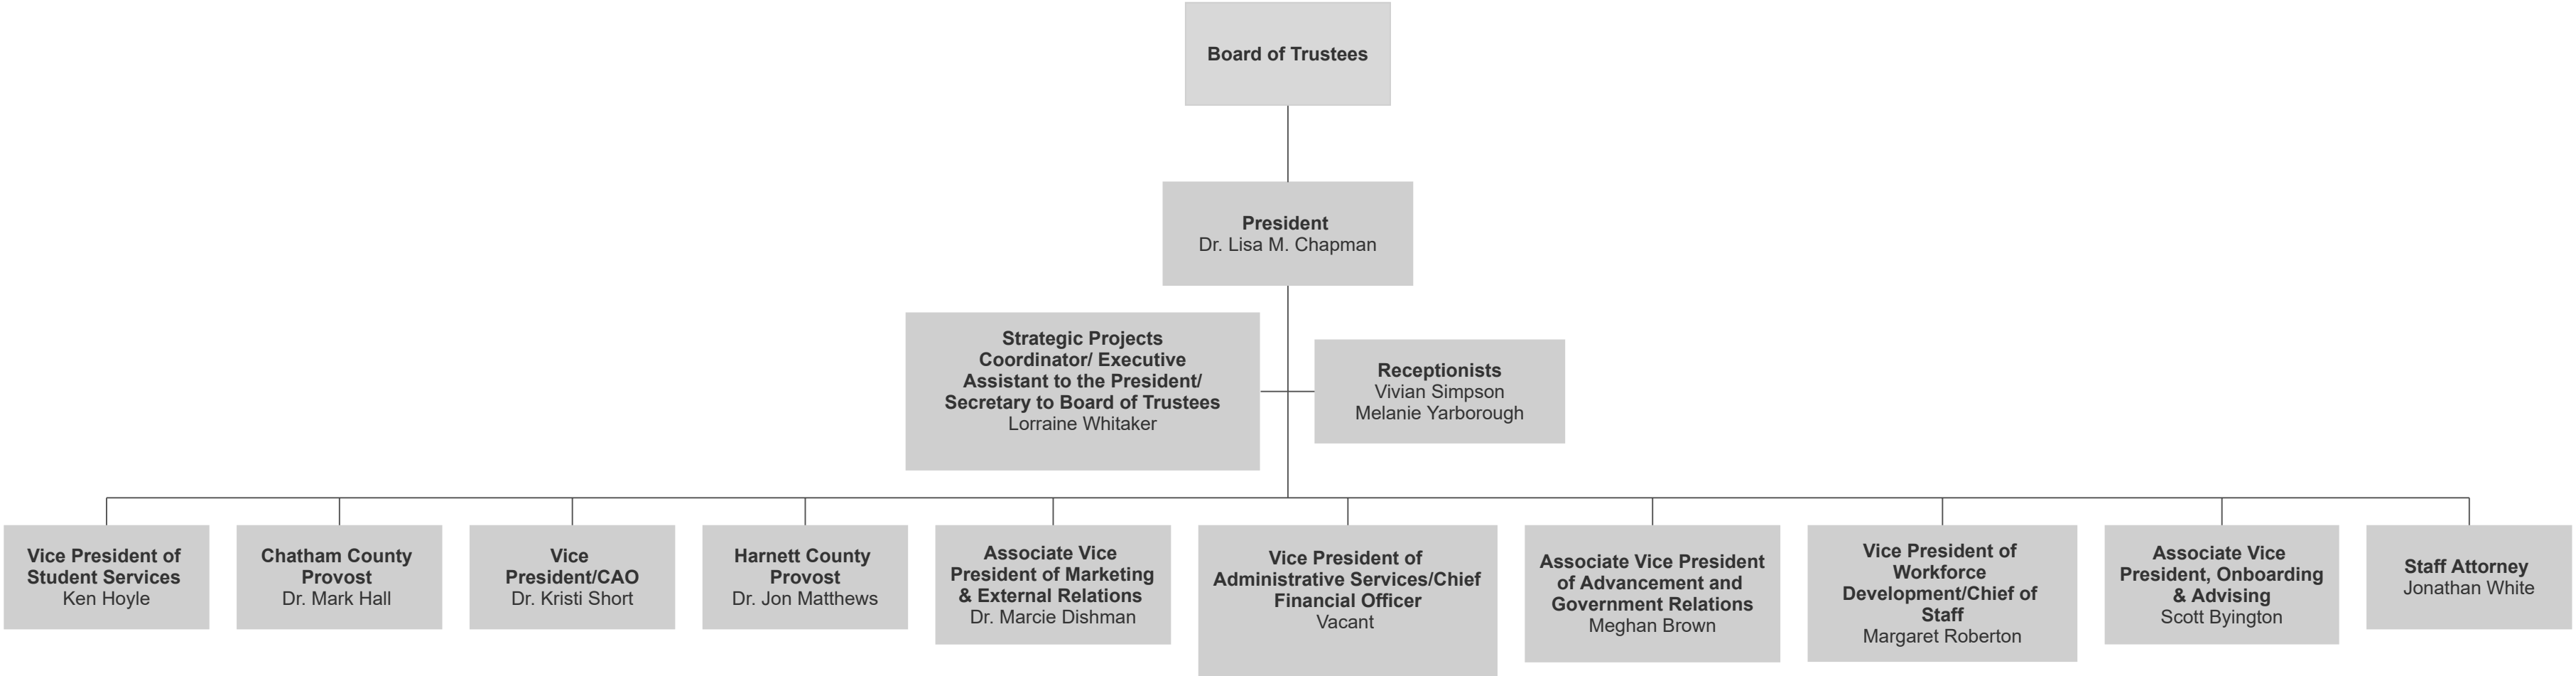 Board of Trustees
President
Dr. Lisa M. Chapman
Strategic Projects
Coordinator/ Executive
Assistant to the President/
Secretary to Board of Trustees
Lorraine Whitaker
Receptionists
Vivian Simpson
Melanie Yarborough
Vice President of
Student Services
Ken Hoyle
Chatham County
Provost
Dr. Mark Hall
Vice
President/CAO
Dr. Kristi Short
Harnett County
Provost
Dr. Jon Matthews
Associate Vice
President of Marketing
& External Relations
Dr. Marcie Dishman
Vice President of
Administrative Services/Chief
Financial Officer
Vacant
Associate Vice President
of Advancement and
Government Relations
Meghan Brown
Vice President of
Workforce
Development/Chief of
Staff
Margaret Roberton
Associate Vice
President, Onboarding
& Advising
Scott Byington
Staff Attorney
Jonathan White